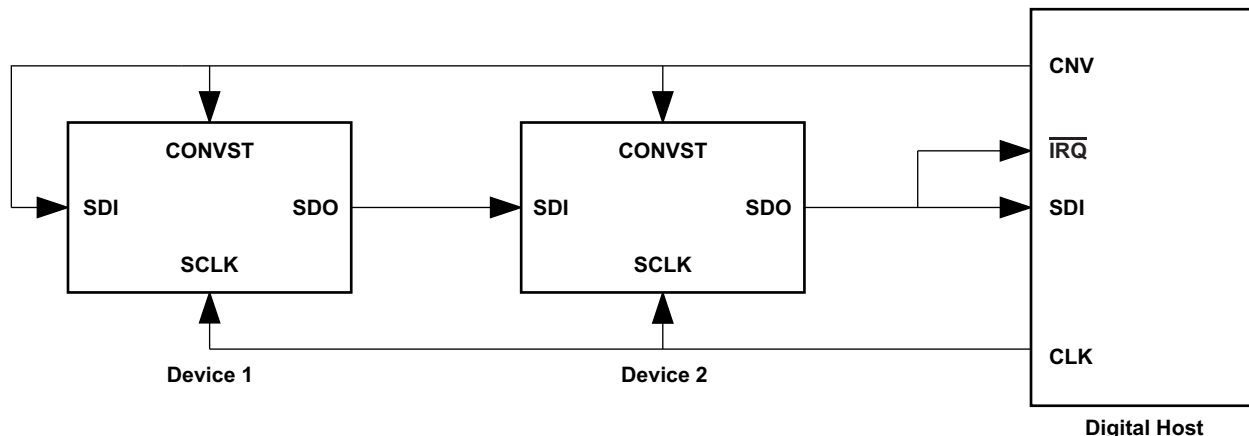 CNV
CONVST
CONVST
IRQ
SDI
SDO
SDI
SDO
SDI
SCLK
SCLK
CLK
Device 1
Device 2
Digital Host